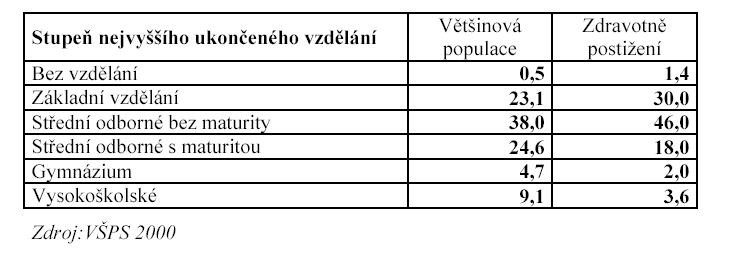 Stupeň nejvyššího ukončeného vzdělání Většinová populace Zdravotně postižení
Bez vzdělání 0,5 1,4
Základní vzdělání 23,1 30,0
Střední odborné bez maturity 38,0 46,0
Střední odborné s maturitou 24,6 18,0
Gymnázium 4,7 2,0
Vysokoškolské 9,1 3,6
Zdroj:VŠPS 2000